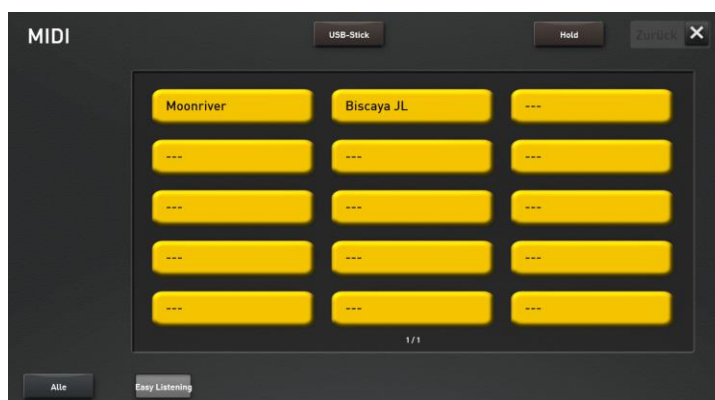 MIDI
USB-Stick
Hold
Zurück
Moonriver
Biscaya JL
---
---
---
---
---
---
---
---
---
---
---
---
---
1/1
Alle
Easy Listening